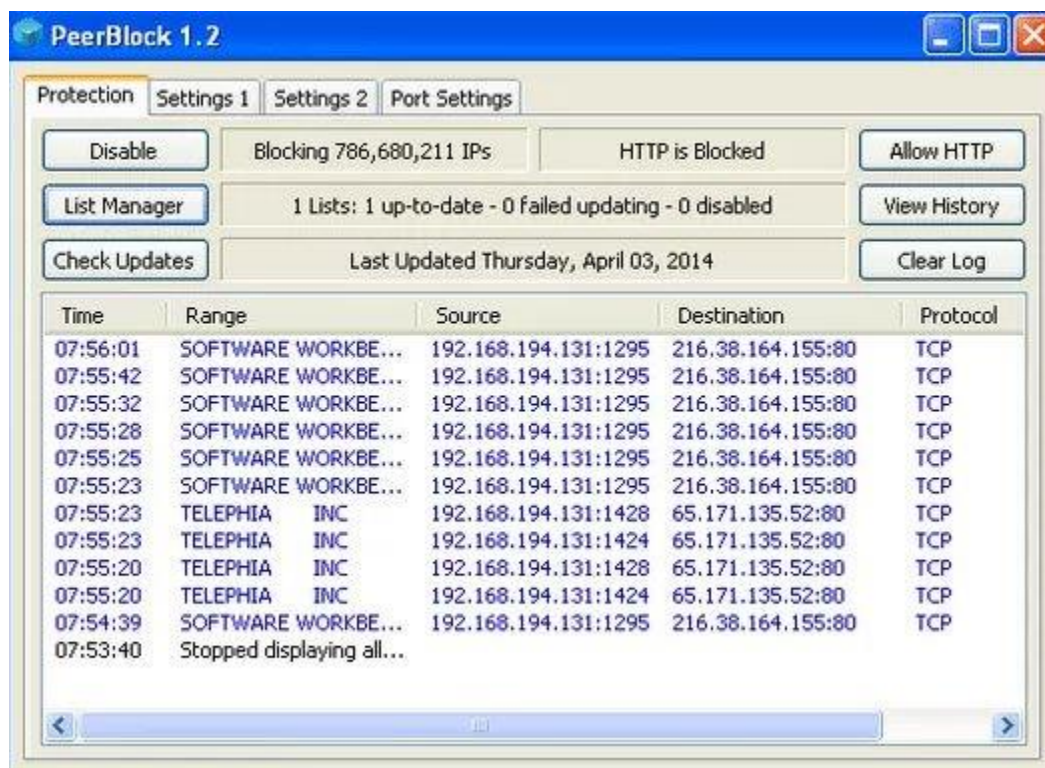 PeerBlock 1.2
Protection Settings 1 Settings 2 Port Settings
Disable Blocking 786,680,211 IPs HTTP is Blocked Allow HTTP
List Manager 1 Lists: 1 up-to-date - 0 failed updating - 0 disabled View History
Check Updates Last Updated Thursday, April 03, 2014 Clear Log
Time Range Source Destination Protocol
07:56:01 SOFTWARE WORKBE... 192.168.194.131:1295 216.38.164.155:80 TCP
07:55:42 SOFTWARE WORKBE... 192.168.194.131:1295 216.38.164.155:80 TCP
07:55:32 SOFTWARE WORKBE... 192.168.194.131:1295 216.38.164.155:80 TCP
07:55:28 SOFTWARE WORKBE... 192.168.194.131:1295 216.38.164.155:80 TCP
07:55:25 SOFTWARE WORKBE... 192.168.194.131:1295 216.38.164.155:80 TCP
07:55:23 SOFTWARE WORKBE... 192.168.194.131:1295 216.38.164.155:80 TCP
07:55:23 TELEPHIA INC 192.168.194.131:1428 65.171.135.52:80 TCP
07:55:23 TELEPHIA INC 192.168.194.131:1424 65.171.135.52:80 TCP
07:55:20 TELEPHIA INC 192.168.194.131:1428 65.171.135.52:80 TCP
07:55:20 TELEPHIA INC 192.168.194.131:1424 65.171.135.52:80 TCP
07:54:39 SOFTWARE WORKBE... 192.168.194.131:1295 216.38.164.155:80 TCP
07:53:40 Stopped displaying all...